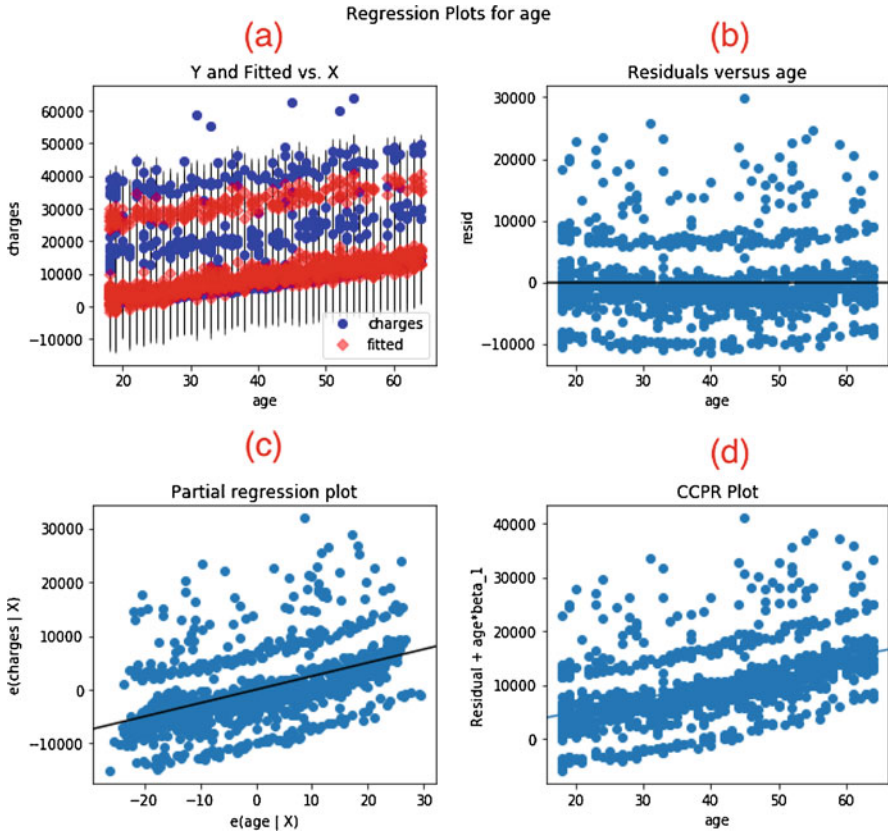 Regression Plots for age
(a)
Y and Fitted vs. X
charges
60000
50000
40000
30000
20000
10000
0
−10000
charges
fitted
20
30
40
50
60
age
(b)
Residuals versus age
resid
30000
20000
10000
0
−10000
20
30
40
50
60
age
(c)
Partial regression plot
e(charges | X)
30000
20000
10000
0
−10000
−20
−10
0
10
20
30
e(age | X)
(d)
CCPR Plot
Residual + age*beta_1
40000
30000
20000
10000
0
20
30
40
50
60
age